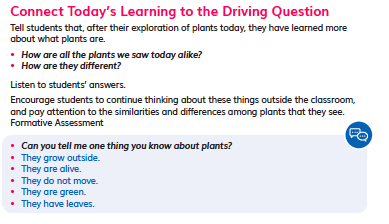 Connect Today's Learning to the Driving Question
Tell students that, after their exploration of plants today, they have learned more
about what plants are.
• How are all the plants we saw today alike?
• How are they different?
Listen to students' answers.
Encourage students to continue thinking about these things outside the classroom,
and pay attention to the similarities and differences among plants that they see.
Formative Assessment
• Can you tell me one thing you know about plants?
• They grow outside.
• They are alive.
• They do not move.
• They are green.
• They have leaves.